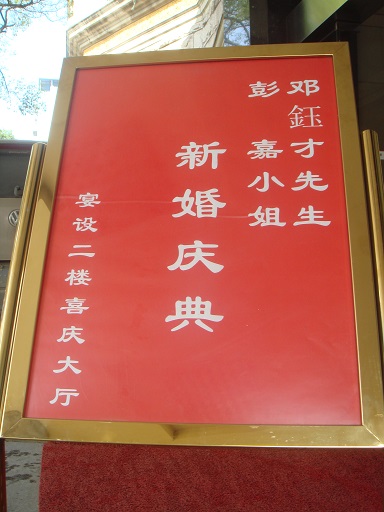 邓鈺才先生
彭嘉小姐
新婚庆典
宴设二楼喜庆大厅